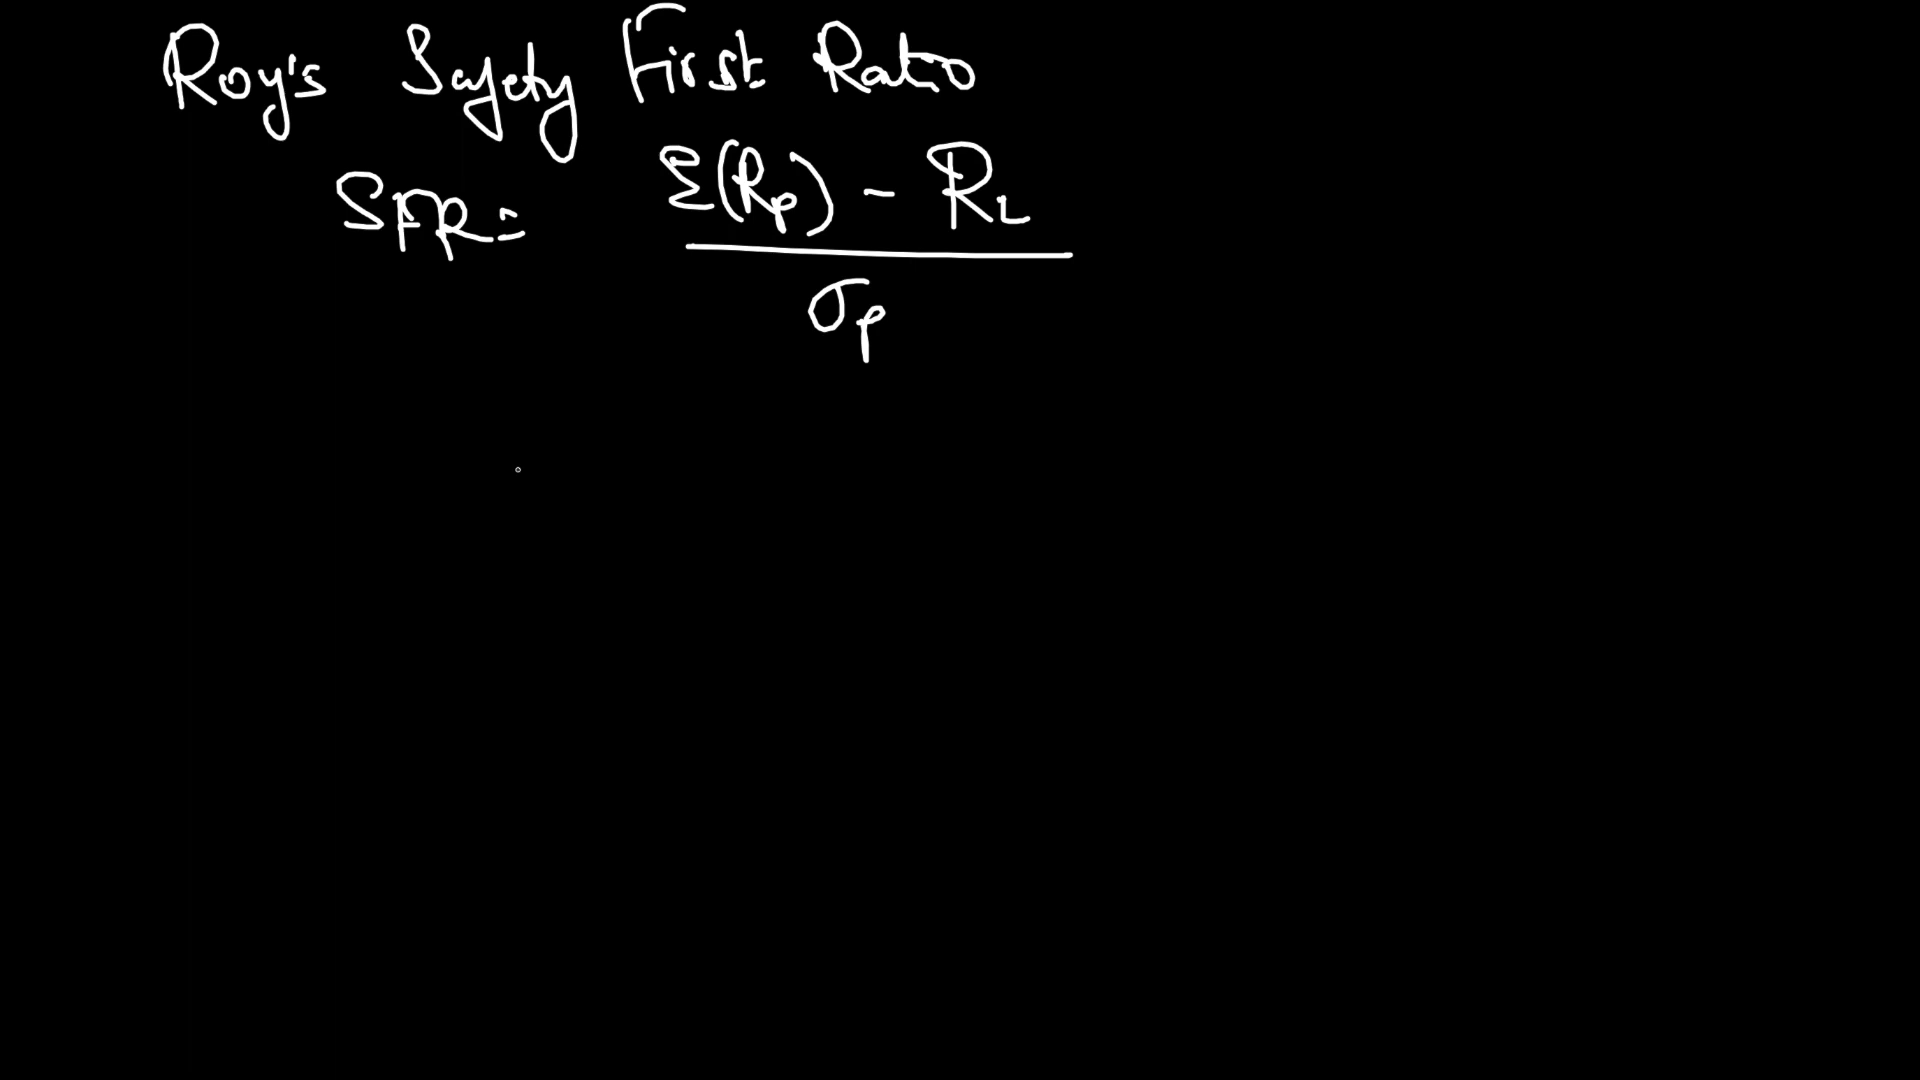 Roy's Safety First Ratio
SFR = Σ(Rp) - RL
σp